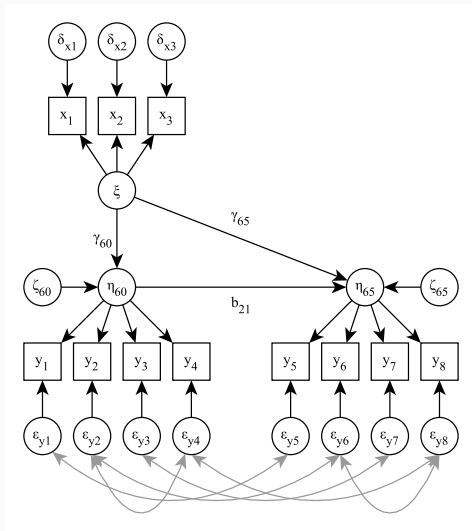 δx1 δx2 δx3
x1 x2 x3
ξ
γ60 γ65
ζ60 η60 η65 ζ65
b21
y1 y2 y3 y4 y5 y6 y7 y8
εy1 εy2 εy3 εy4 εy5 εy6 εy7 εy8